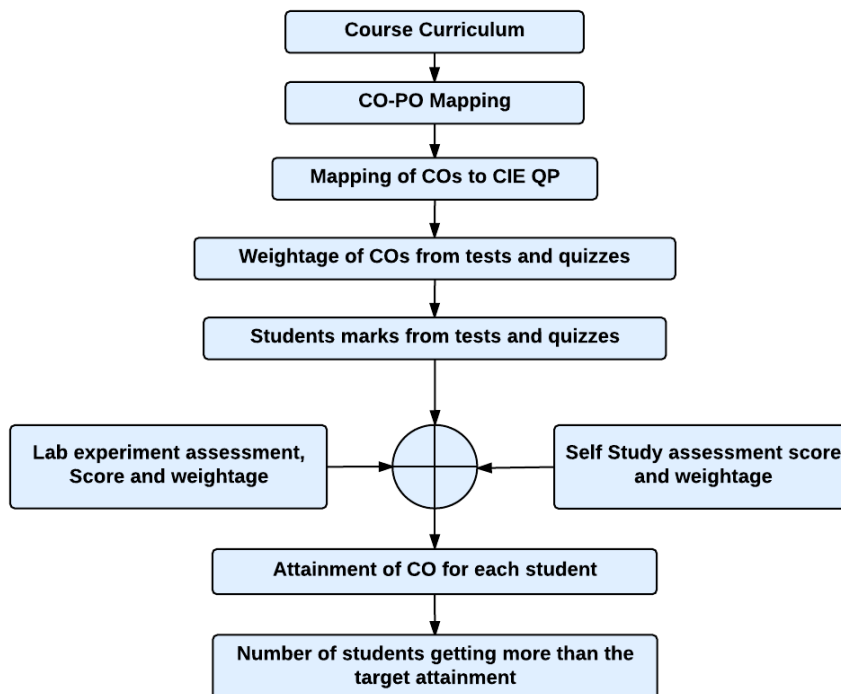 Course Curriculum
CO-PO Mapping
Mapping of COs to CIE QP
Weightage of COs from tests and quizzes
Students marks from tests and quizzes
Lab experiment assessment,
Score and weightage
Self Study assessment score
and weightage
Attainment of CO for each student
Number of students getting more than the
target attainment